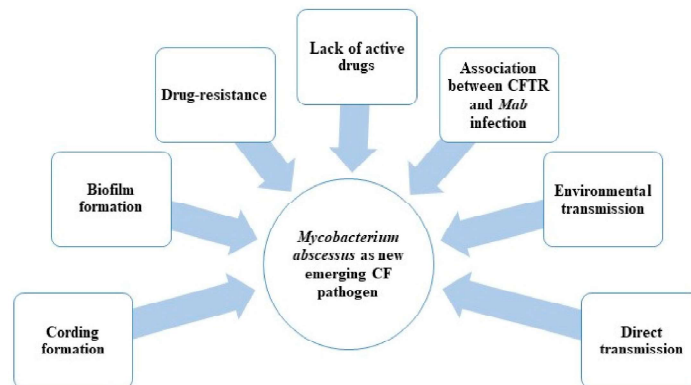 Lack of active
drugs
Association
between CFTR
and Mab
infection
Drug-resistance
Biofilm
formation
Environmental
transmission
Mycobacterium
abscessus as new
emerging CF
pathogen
Cording
formation
Direct
transmission